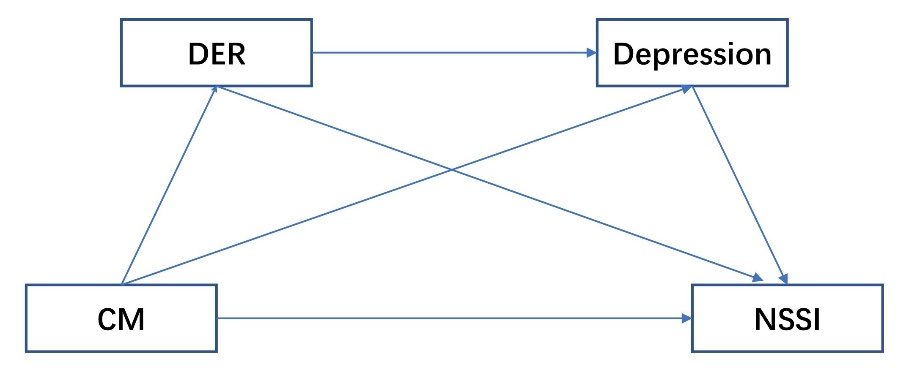 DER
Depression
CM
NSSI